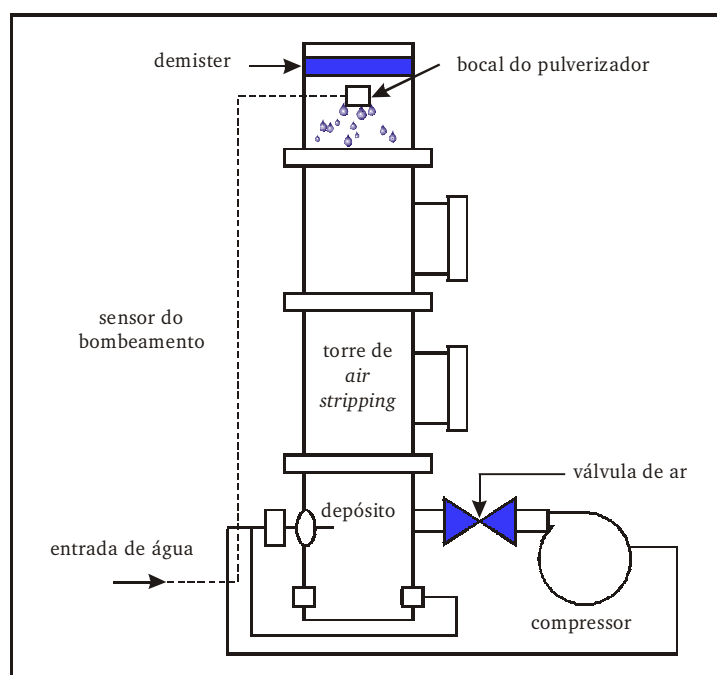 demister
bocal do pulverizador
sensor do
bombeamento
torre de
air
stripping
válvula de ar
depósito
entrada de água
compressor